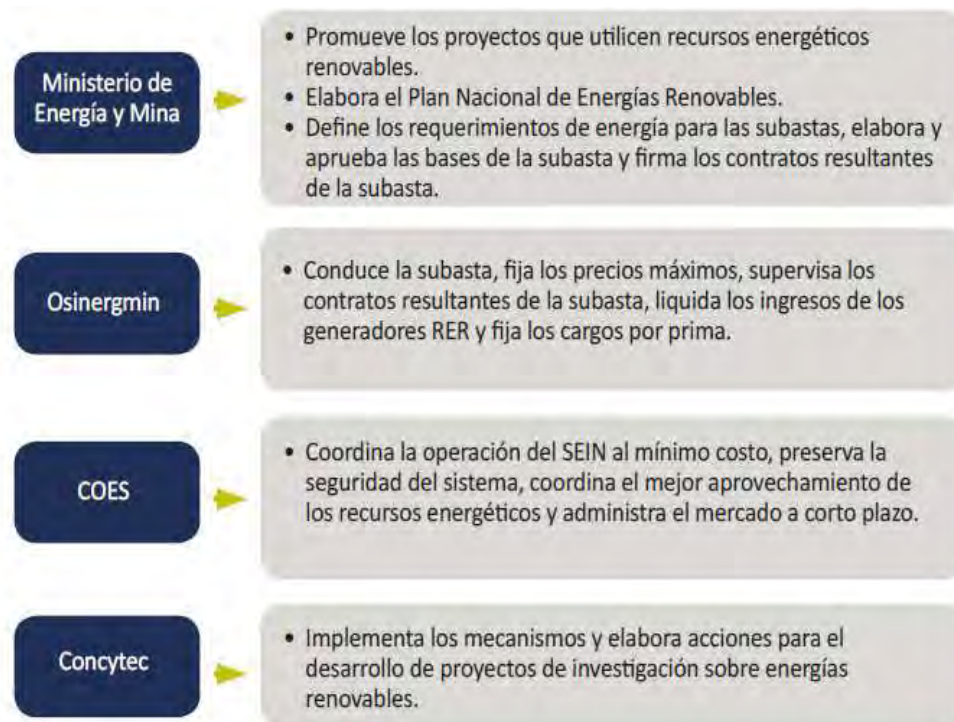 Ministerio de
Energía y Mina
• Promueve los proyectos que utilicen recursos energéticos
renovables.
• Elabora el Plan Nacional de Energías Renovables.
• Define los requerimientos de energía para las subastas, elabora y
aprueba las bases de la subasta y firma los contratos resultantes
de la subasta.
Osinergmin
• Conduce la subasta, fija los precios máximos, supervisa los
contratos resultantes de la subasta, liquida los ingresos de los
generadores RER y fija los cargos por prima.
COES
• Coordina la operación del SEIN al mínimo costo, preserva la
seguridad del sistema, coordina el mejor aprovechamiento de
los recursos energéticos y administra el mercado a corto plazo.
Concytec
• Implementa los mecanismos y elabora acciones para el
desarrollo de proyectos de investigación sobre energías
renovables.